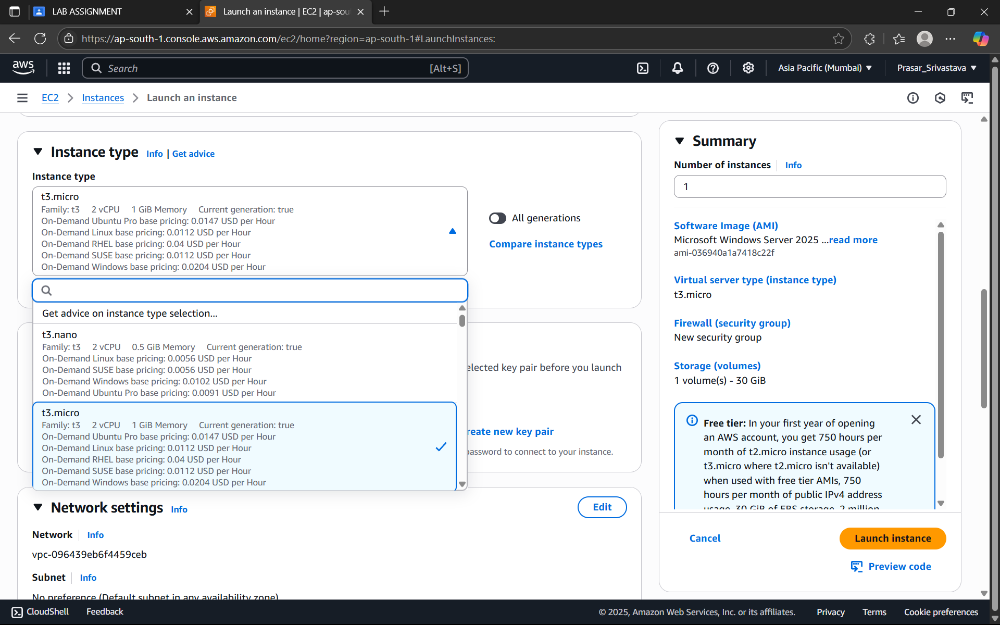 LAB ASSIGNMENT
Launch an instance | EC2 | ap-sou
https://ap-south-1.console.aws.amazon.com/ec2/home?region=ap-south-1#LaunchInstances:
aws
Search
[Alt+S]
Asia Pacific (Mumbai)
Prasar_Srivastava
EC2
Instances
Launch an instance
Instance type Info | Get advice
Instance type
t3.micro
Family: t3 2 vCPU 1 GiB Memory Current generation: true
On-Demand Ubuntu Pro base pricing: 0.0147 USD per Hour
On-Demand Linux base pricing: 0.0112 USD per Hour
On-Demand RHEL base pricing: 0.04 USD per Hour
On-Demand SUSE base pricing: 0.0112 USD per Hour
On-Demand Windows base pricing: 0.0204 USD per Hour
All generations
Compare instance types
Get advice on instance type selection...
t3.nano
Family: t3 2 vCPU 0.5 GiB Memory Current generation: true
On-Demand Linux base pricing: 0.0056 USD per Hour
On-Demand SUSE base pricing: 0.0056 USD per Hour
On-Demand Windows base pricing: 0.0102 USD per Hour
On-Demand Ubuntu Pro base pricing: 0.0091 USD per Hour
t3.micro
Family: t3 2 vCPU 1 GiB Memory Current generation: true
On-Demand Ubuntu Pro base pricing: 0.0147 USD per Hour
On-Demand Linux base pricing: 0.0112 USD per Hour
On-Demand RHEL base pricing: 0.04 USD per Hour
On-Demand SUSE base pricing: 0.0112 USD per Hour
On-Demand Windows base pricing: 0.0204 USD per Hour
elected key pair before you launch
reate new key pair
password to connect to your instance.
Network settings Info
Edit
Network Info
vpc-096439eb6f4459ceb
Subnet Info
No preference (Default subnet in any availability zone)
Summary
Number of instances Info
1
Software Image (AMI)
Microsoft Windows Server 2025 ...read more
ami-036940a1a7418c22f
Virtual server type (instance type)
t3.micro
Firewall (security group)
New security group
Storage (volumes)
1 volume(s) - 30 GiB
Free tier: In your first year of opening
an AWS account, you get 750 hours per
month of t2.micro instance usage (or
t3.micro where t2.micro isn't available)
when used with free tier AMIs, 750
hours per month of public IPv4 address
usage, 30 GiB of EBS storage, 2 million
Cancel
Launch instance
Preview code
CloudShell
Feedback
© 2025, Amazon Web Services, Inc. or its affiliates.
Privacy
Terms
Cookie preferences